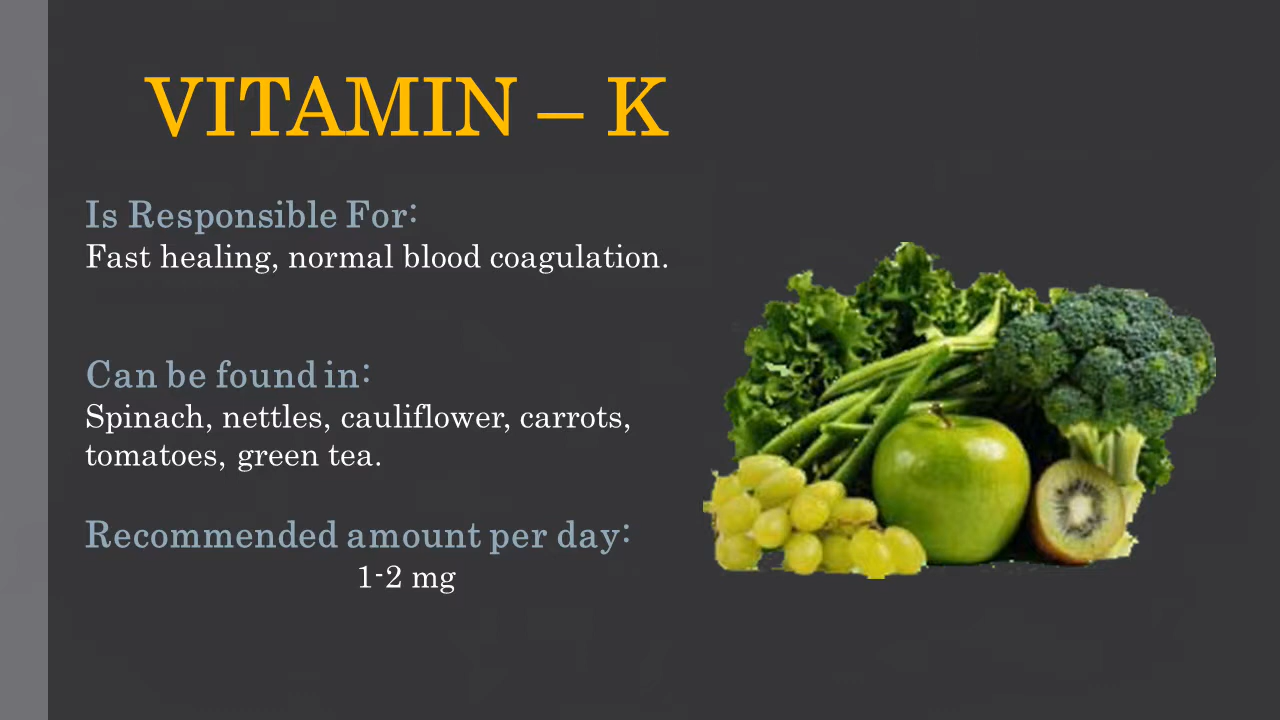 VITAMIN – K
Is Responsible For:
Fast healing, normal blood coagulation.
Can be found in:
Spinach, nettles, cauliflower, carrots,
tomatoes, green tea.
Recommended amount per day:
1-2 mg